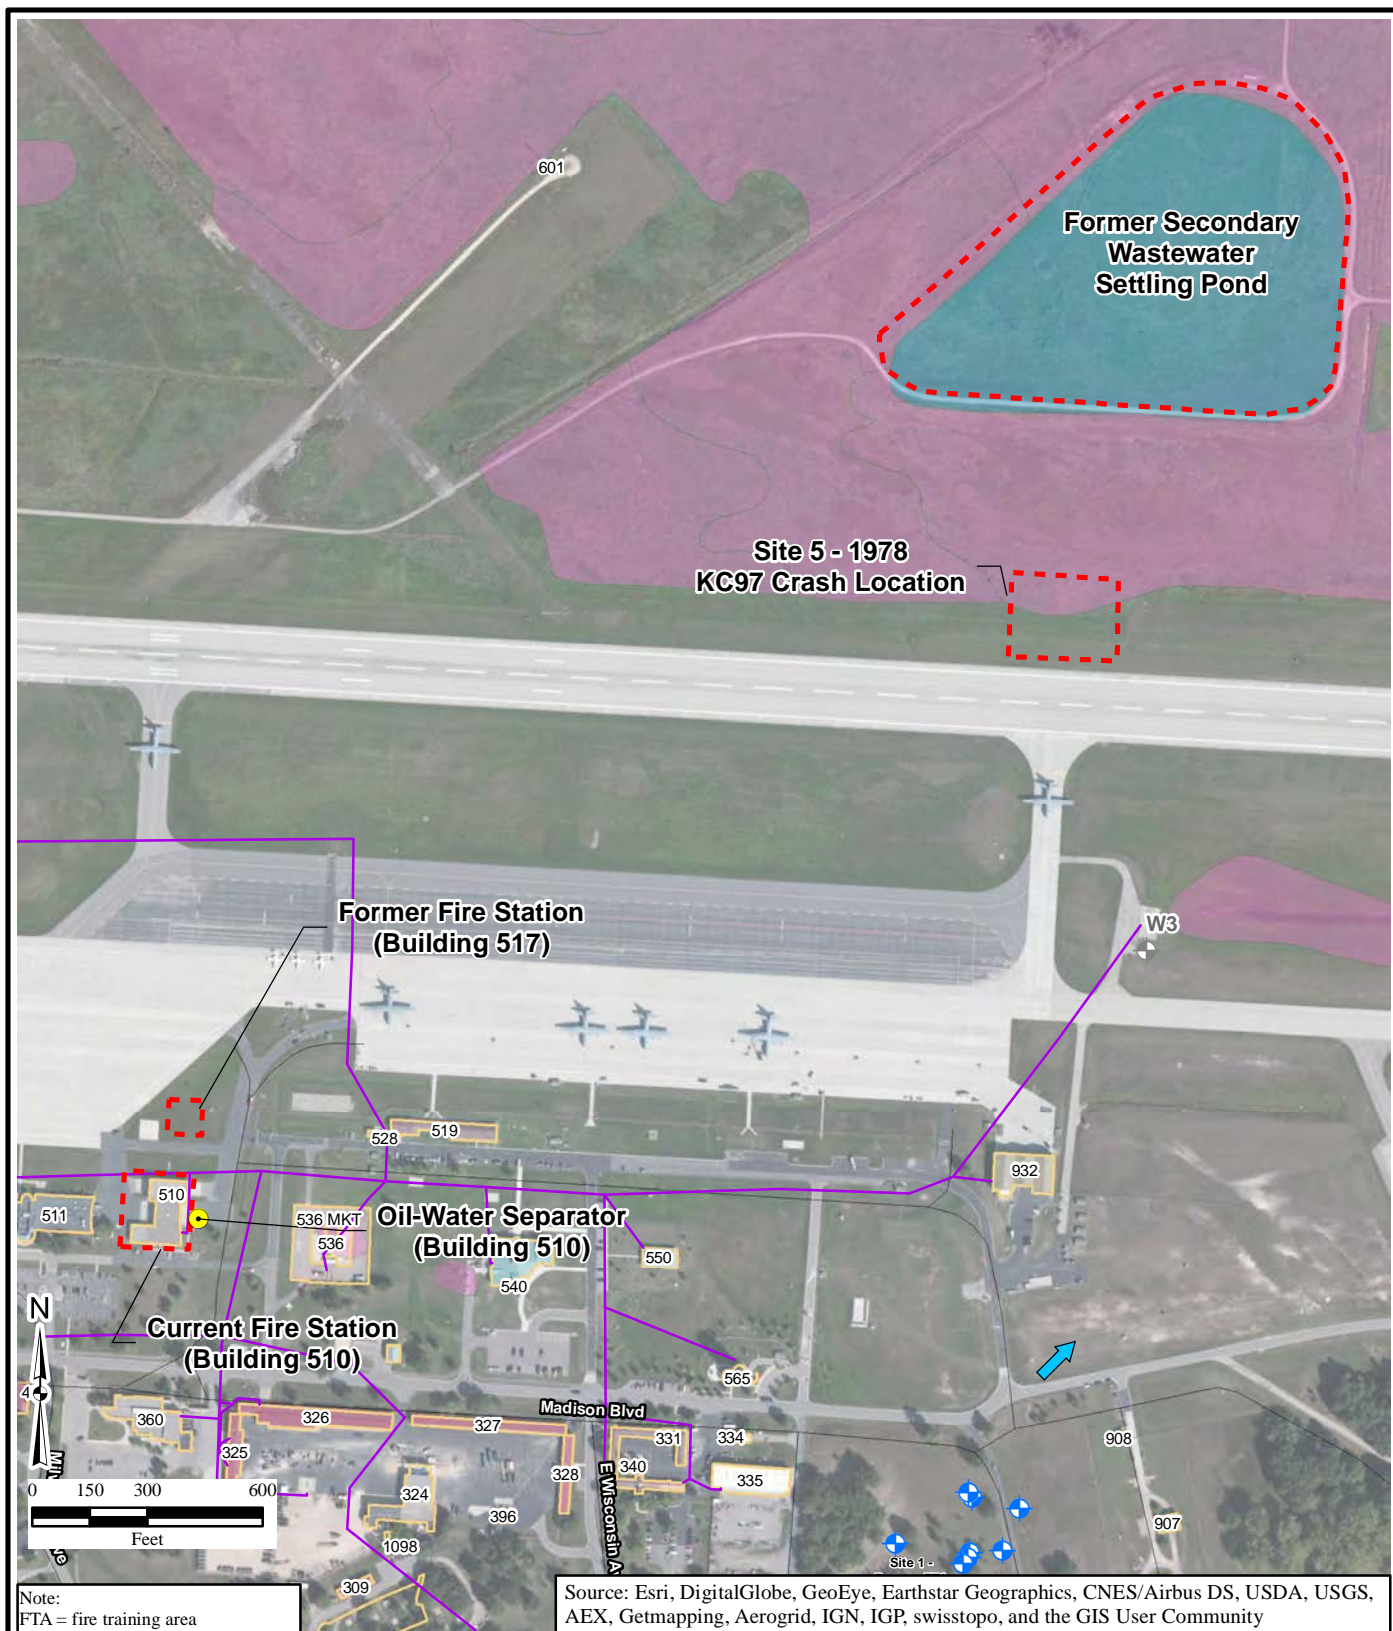 601
Former Secondary
Wastewater
Settling Pond
Site 5 - 1978
KC97 Crash Location
Former Fire Station
(Building 517)
W3
528
519
932
510
511
536 MKT
536
Oil-Water Separator
(Building 510)
550
540
N
Current Fire Station
(Building 510)
565
4
360
326
327
Madison Blvd
325
331
334
340
328
335
908
324
396
E Wisconsin A
0 150 300 600
Feet
907
1098
309
Site 1 -
Note:
FTA = fire training area
Source: Esri, DigitalGlobe, GeoEye, Earthstar Geographics, CNES/Airbus DS, USDA, USGS,
AEX, Getmapping, Aerogrid, IGN, IGP, swisstopo, and the GIS User Community